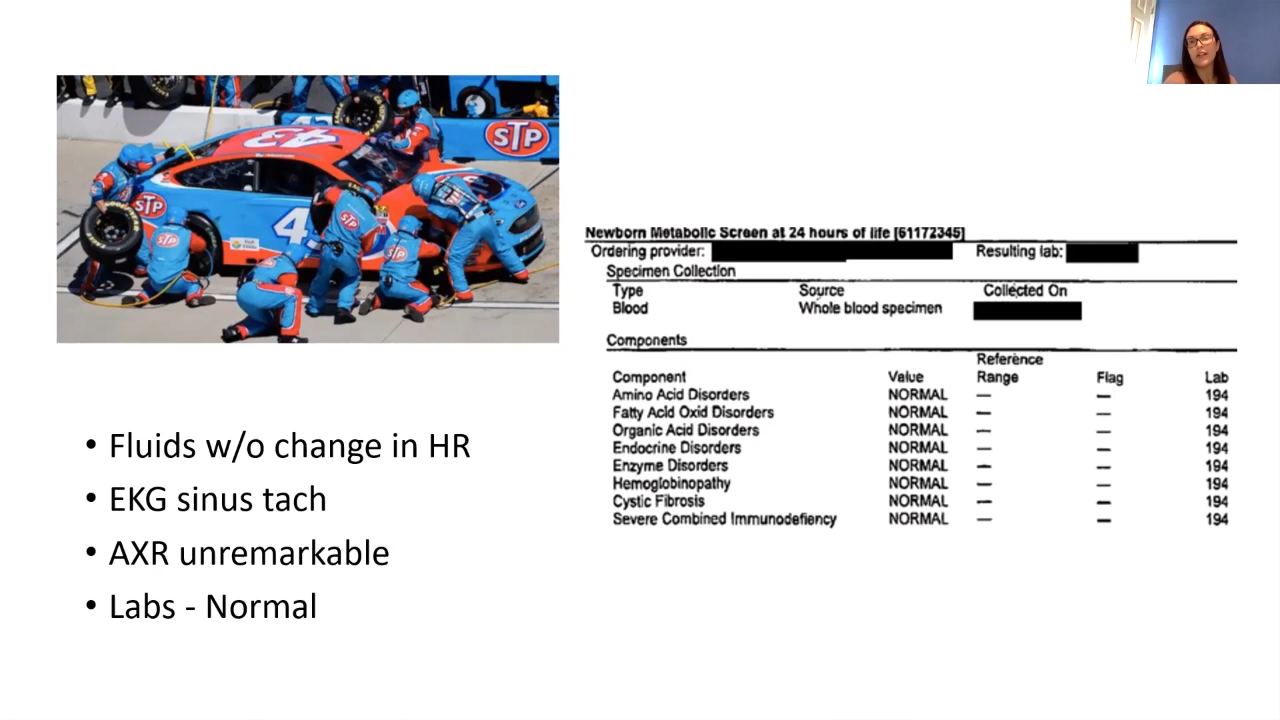 STP
43
STP
43
STP
STP
STP
STP
Newborn Metabolic Screen at 24 hours of life [61172345]
Ordering provider: Resulting lab:
Specimen Collection
Type Source Collected On
Blood Whole blood specimen
Components
Reference
Component Value Range Flag Lab
Amino Acid Disorders NORMAL — — 194
Fatty Acid Oxid Disorders NORMAL — — 194
Organic Acid Disorders NORMAL — — 194
Endocrine Disorders NORMAL — — 194
Enzyme Disorders NORMAL — — 194
Hemoglobinopathy NORMAL — — 194
Cystic Fibrosis NORMAL — — 194
Severe Combined Immunodefiency NORMAL — — 194
• Fluids w/o change in HR
• EKG sinus tach
• AXR unremarkable
• Labs - Normal